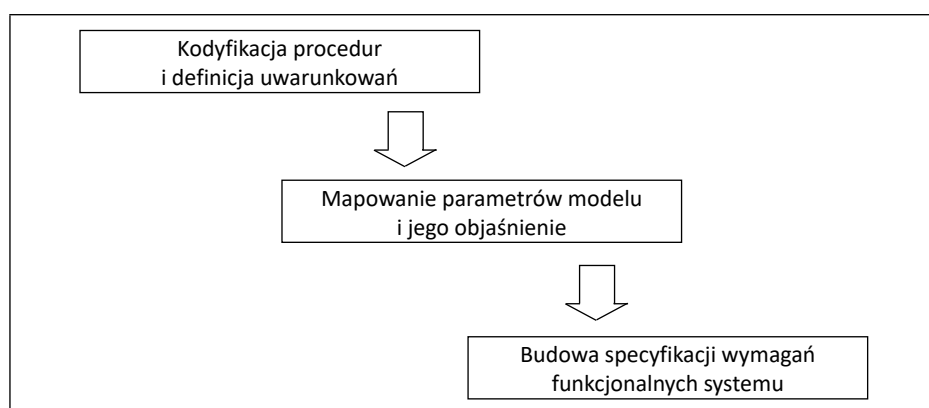 Kodyfikacja procedur
i definicja uwarunkowań
Mapowanie parametrów modelu
i jego objaśnienie
Budowa specyfikacji wymagań
funkcjonalnych systemu